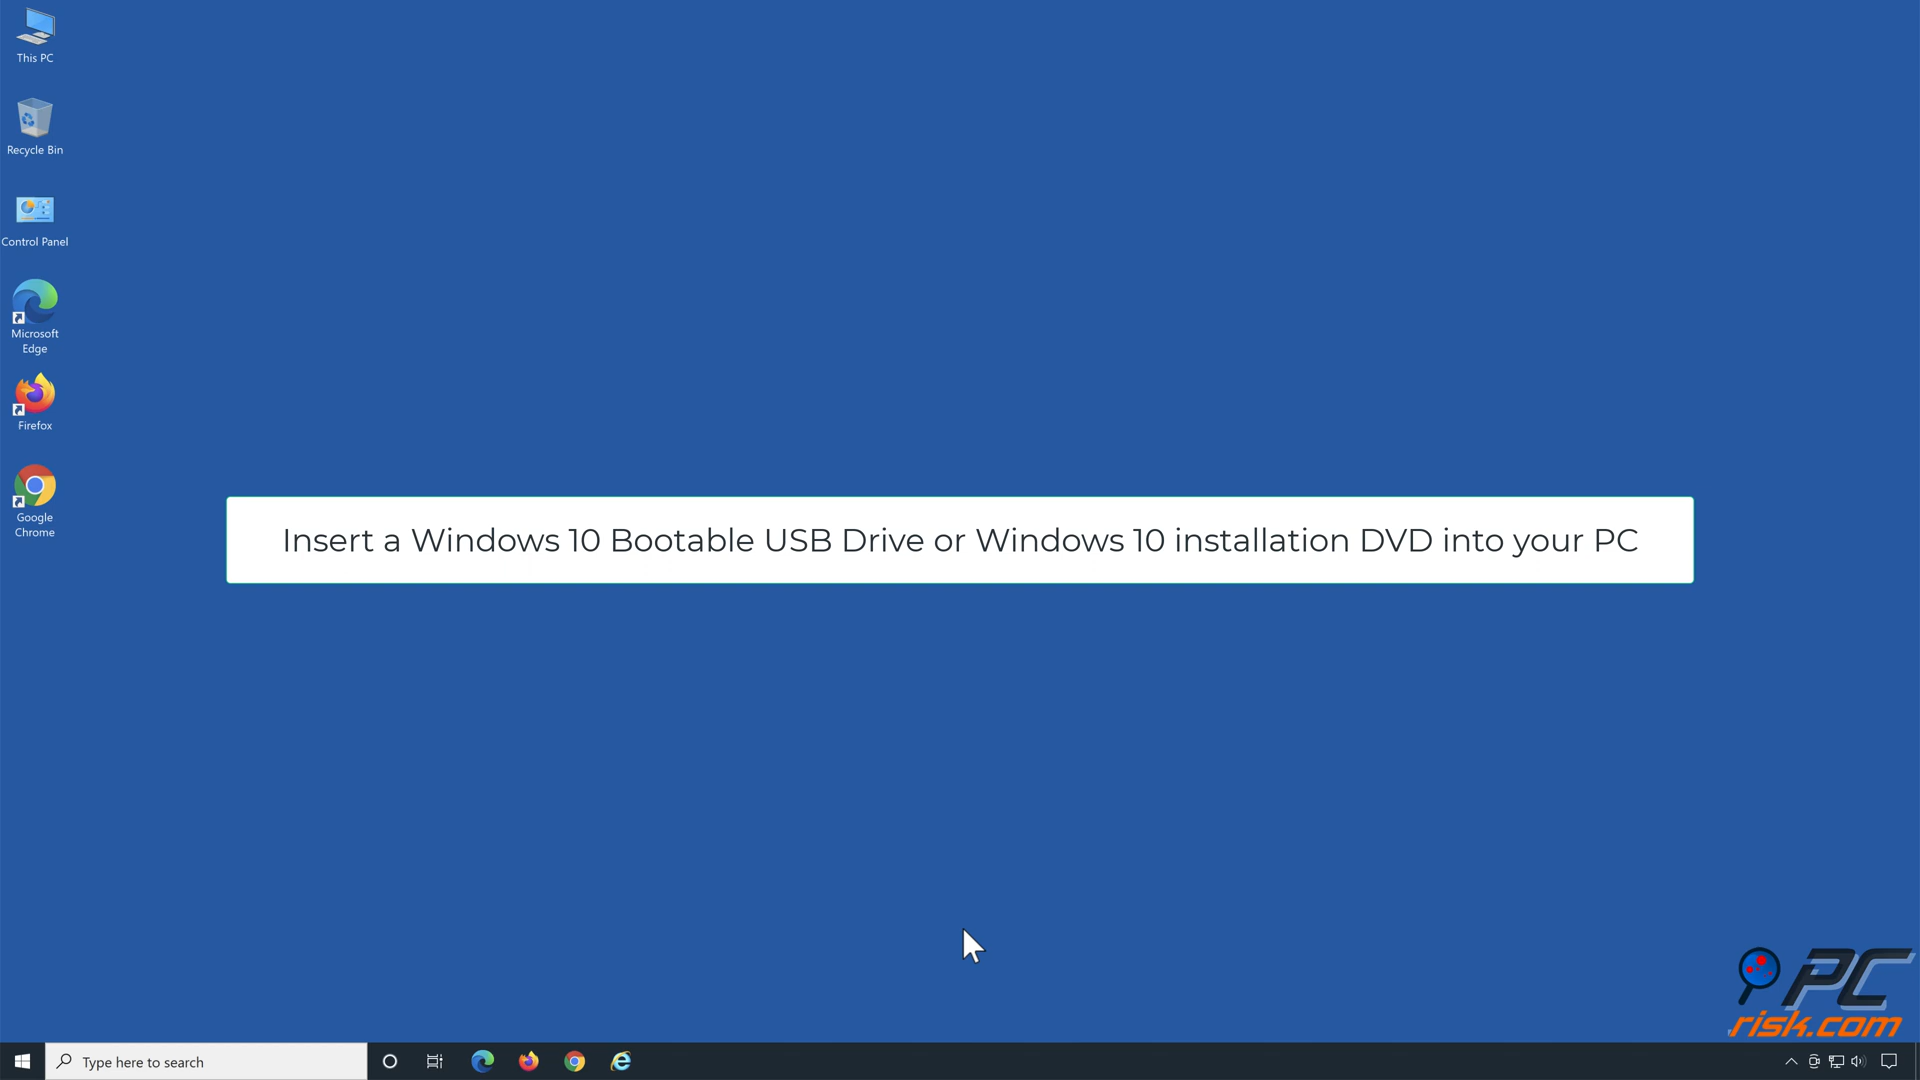 This PC
Recycle Bin
Control Panel
Microsoft
Edge
Firefox
Google
Chrome
Insert a Windows 10 Bootable USB Drive or Windows 10 installation DVD into your PC
PC
risk.com
Type here to search